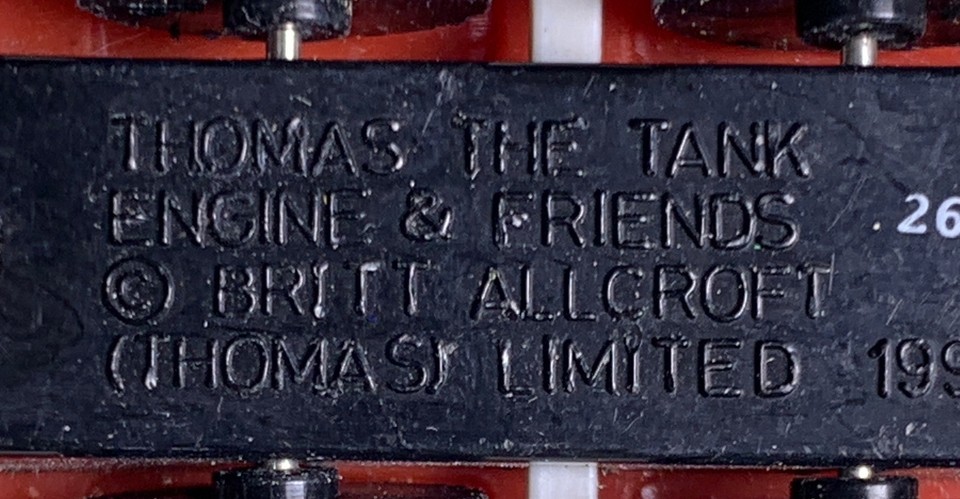 THOMAS THE TANK
ENGINE & FRIENDS
© BRITT ALLCROFT
(THOMAS) LIMITED